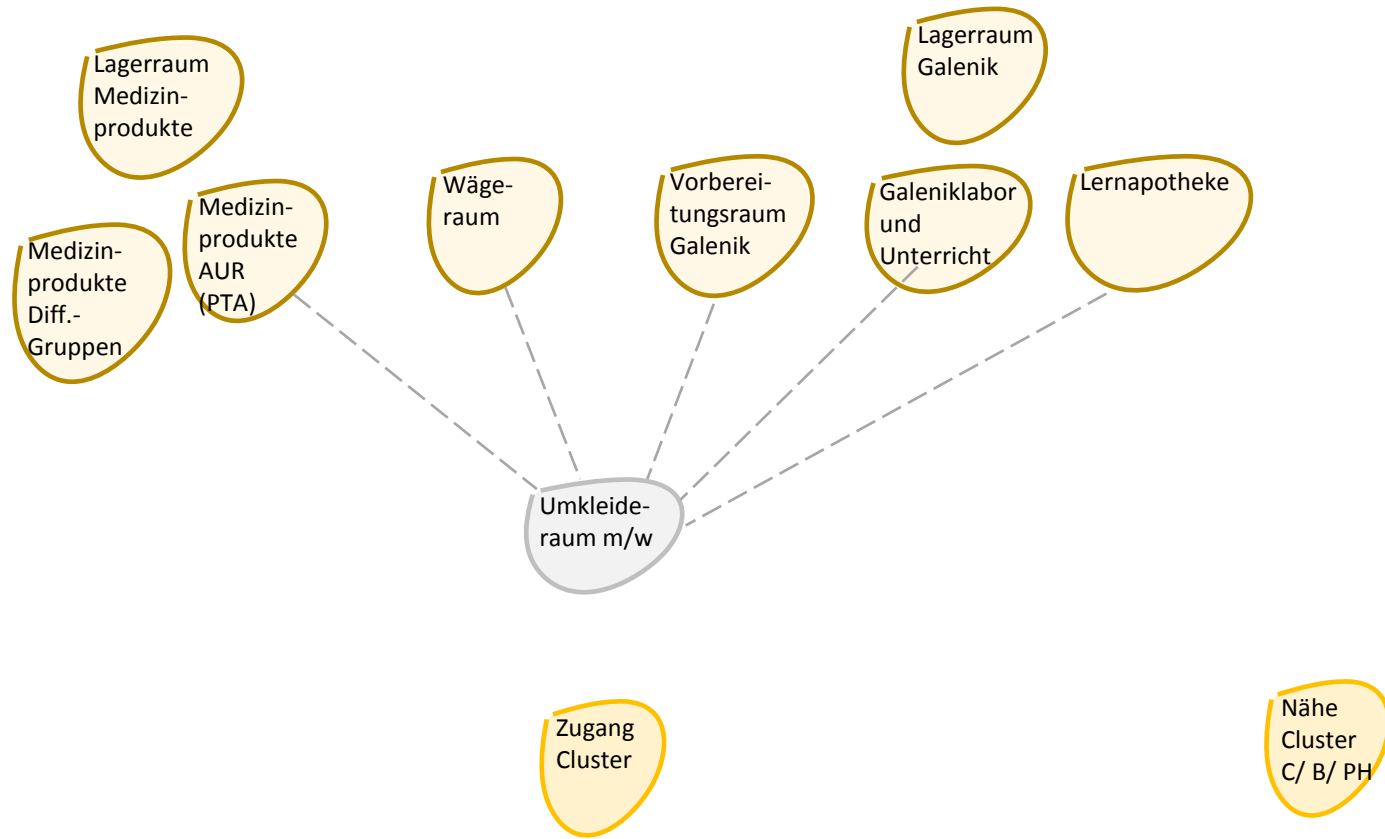 Lagerraum
Medizin-
produkte
Lagerraum
Galenik
Medizin-
produkte
Diff.-
Gruppen
Medizin-
produkte
AUR
(PTA)
Wäge-
raum
Vorberei-
tungsraum
Galenik
Galeniklabor
und
Unterricht
Lernapotheke
Umkleide-
raum m/w
Zugang
Cluster
Nähe
Cluster
C/ B/ PH